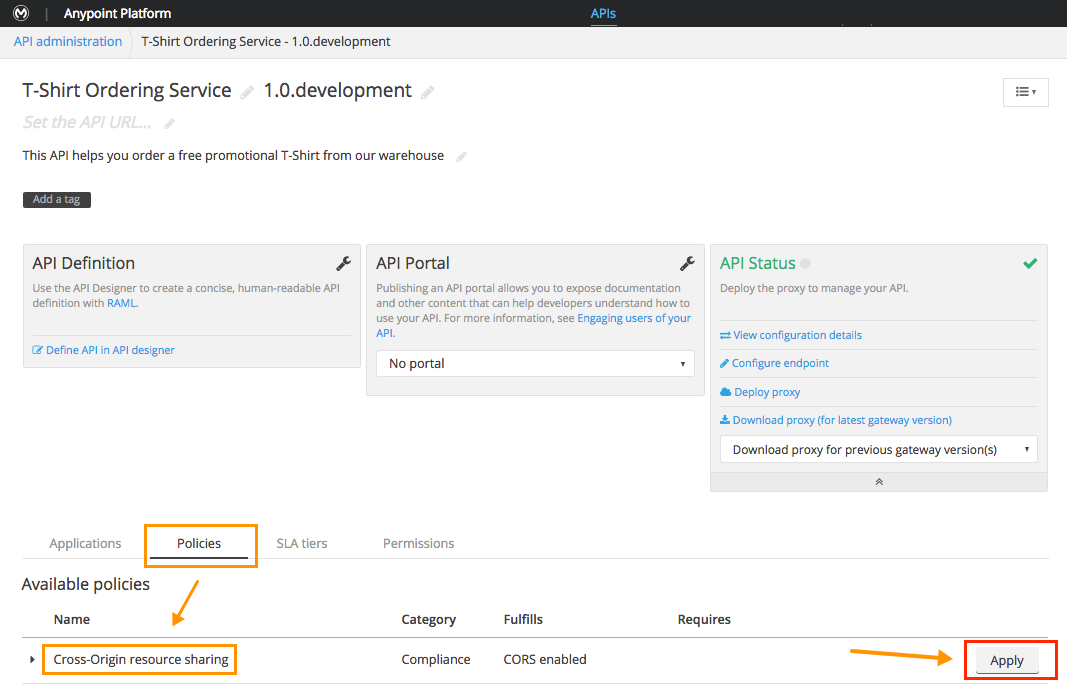 Anypoint Platform
APIs
API administration
T-Shirt Ordering Service - 1.0.development
T-Shirt Ordering Service 1.0.development
Set the API URL...
This API helps you order a free promotional T-Shirt from our warehouse
Add a tag
API Definition
Use the API Designer to create a concise, human-readable API
definition with RAML.
Define API in API designer
API Portal
Publishing an API portal allows you to expose documentation
and other content that can help developers understand how to
use your API. For more information, see Engaging users of your
API.
No portal
API Status
Deploy the proxy to manage your API.
View configuration details
Configure endpoint
Deploy proxy
Download proxy (for latest gateway version)
Download proxy for previous gateway version(s)
Applications
Policies
SLA tiers
Permissions
Available policies
Name Category Fulfills Requires
Cross-Origin resource sharing Compliance CORS enabled Apply